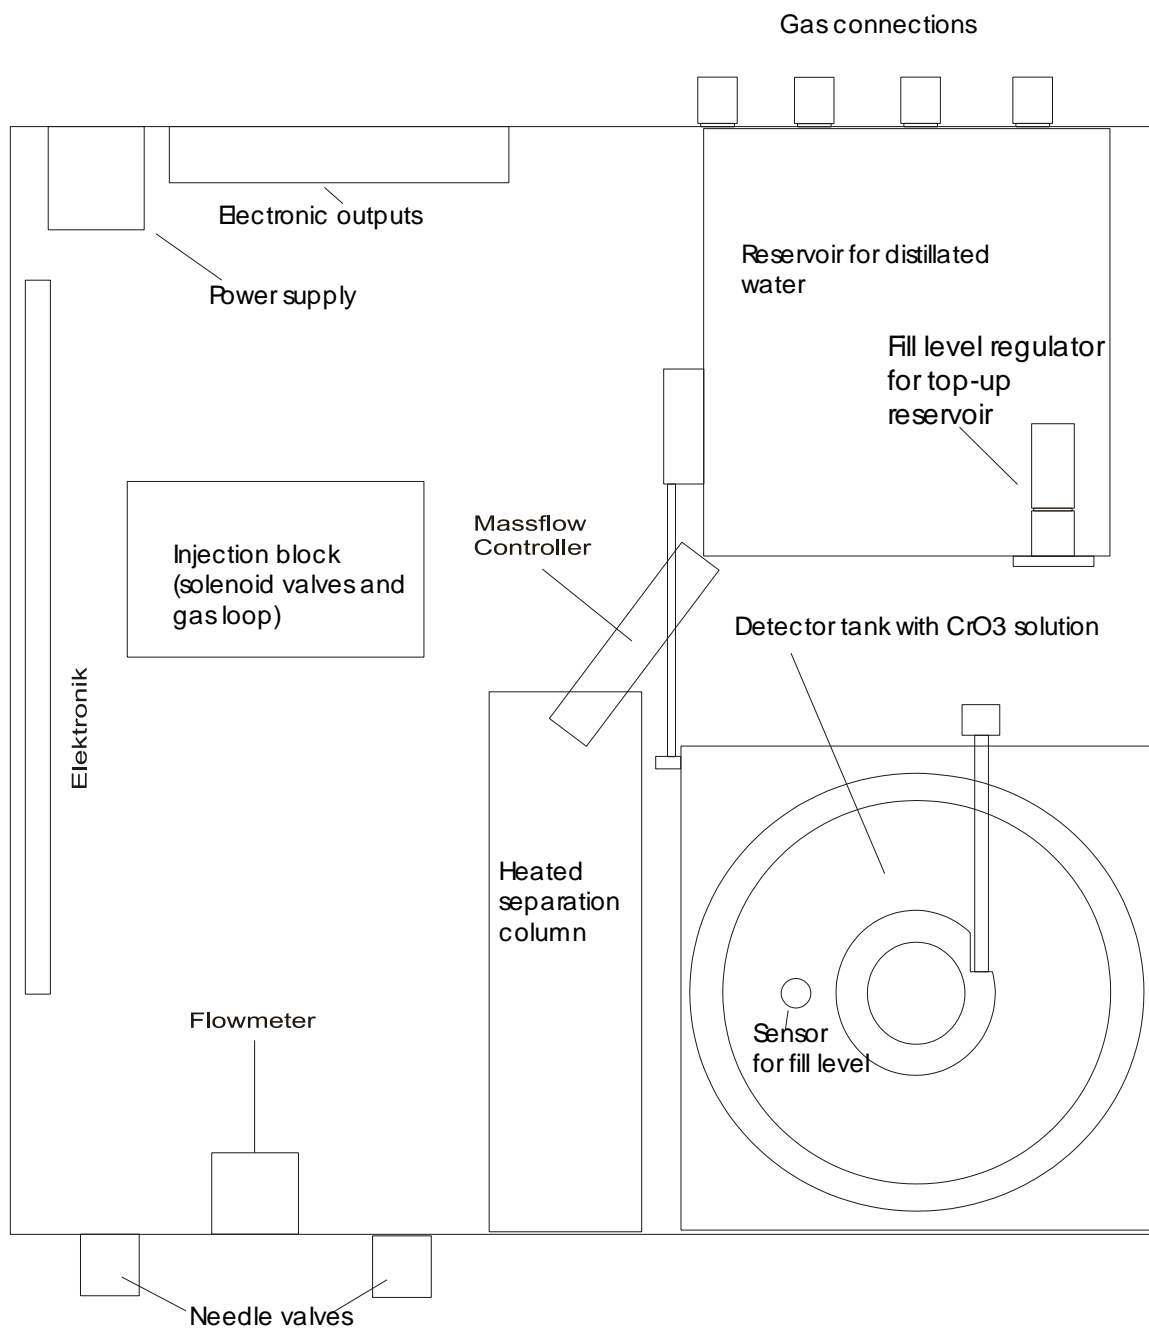 Gas connections
Electronic outputs
Power supply
Reservoir for distillated
water
Fill level regulator
for top-up
reservoir
Massflow
Controller
Injection block
(solenoid valves and
gas loop)
Detector tank with CrO3 solution
Elektronik
Heated
separation
column
Flowmeter
Sensor
for fill level
Needle valves